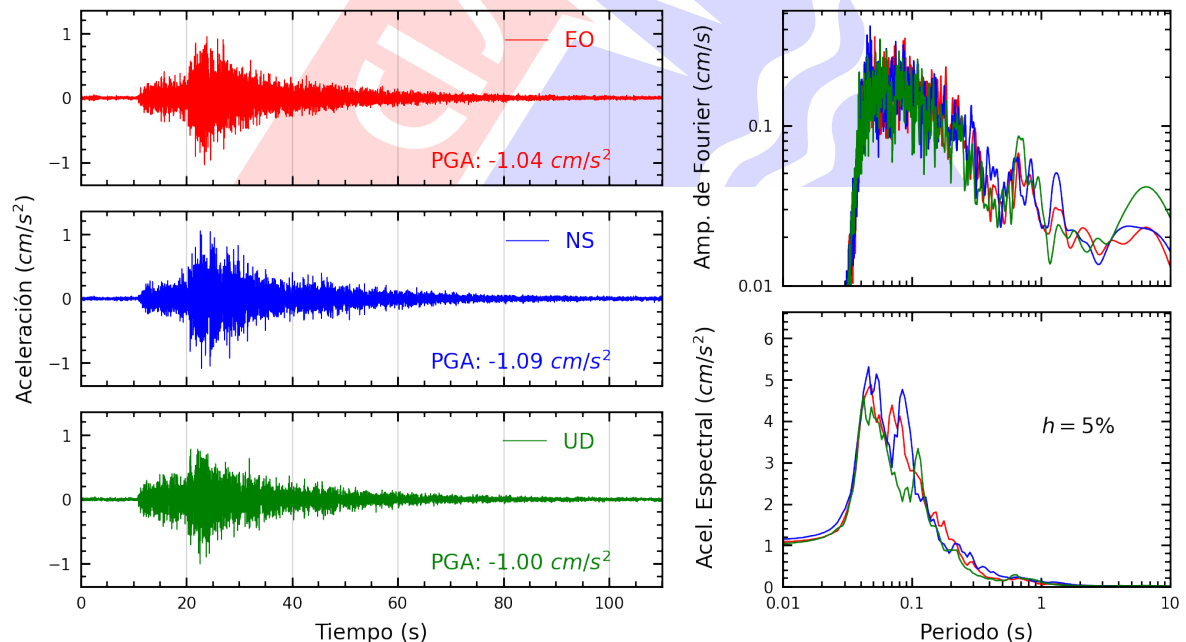 Aceleración (cm/s²)
1
0
−1
EO
PGA: -1.04 cm/s²
1
0
−1
NS
PGA: -1.09 cm/s²
1
0
−1
UD
PGA: -1.00 cm/s²
0 20 40 60 80 100
Tiempo (s)
Amp. de Fourier (cm/s)
0.1
0.01
Acel. Espectral (cm/s²)
6
5
4
3
2
1
0
h = 5%
0.01 0.1 1 10
Periodo (s)